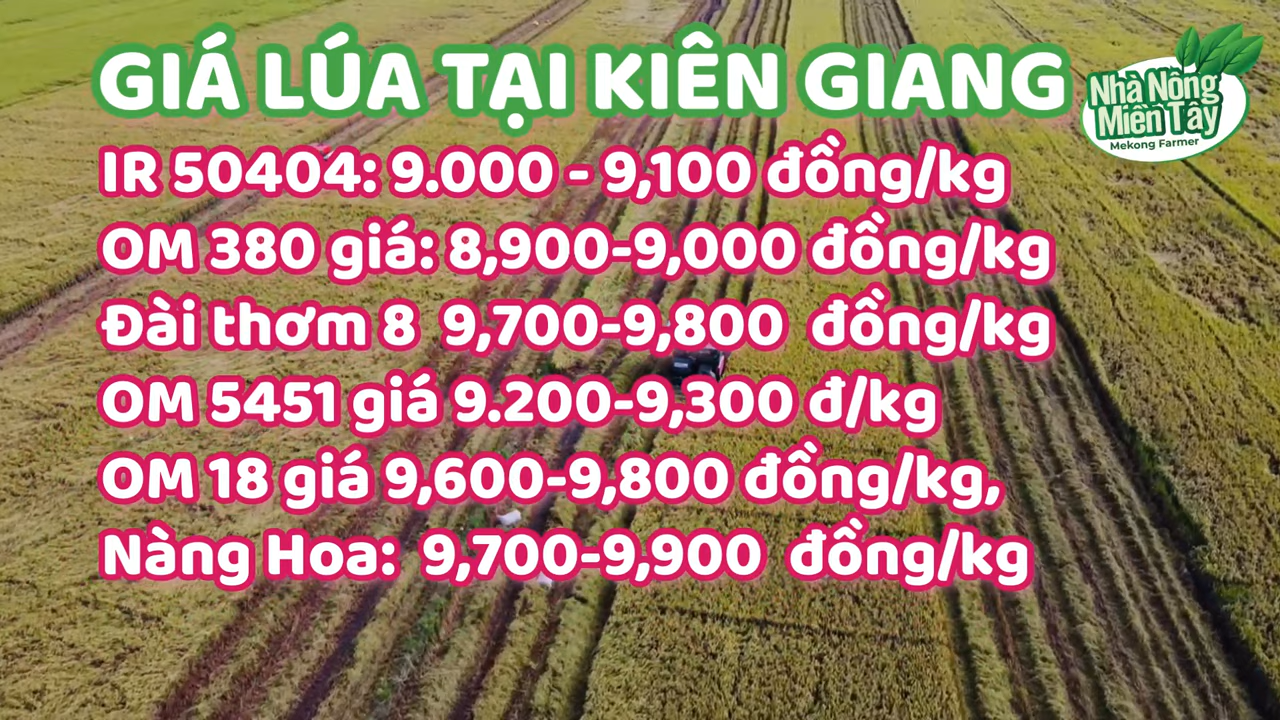 GIÁ LÚA TẠI KIÊN GIANG
Nhà Nông
Miền Tây
Mekong Farmer
IR 50404: 9.000 - 9,100 đồng/kg
OM 380 giá: 8,900-9,000 đồng/kg
Đài thơm 8 9,700-9,800 đồng/kg
OM 5451 giá 9.200-9,300 đ/kg
OM 18 giá 9,600-9,800 đồng/kg,
Nàng Hoa: 9,700-9,900 đồng/kg